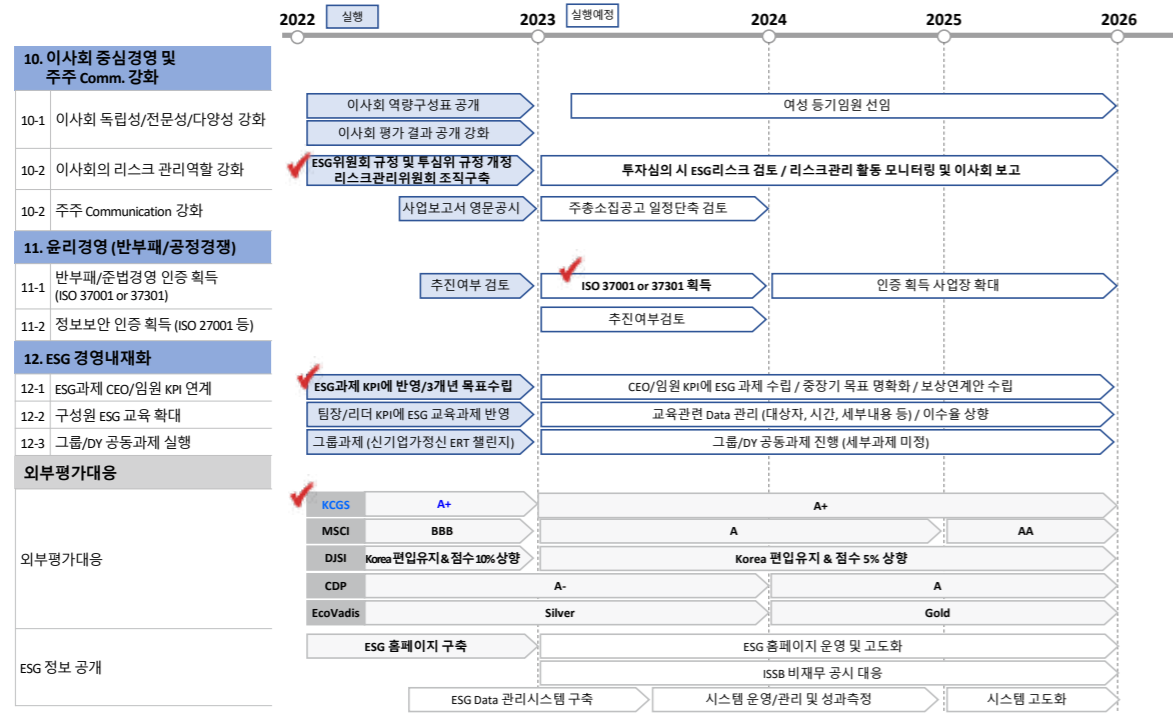 2022
실행
2023
실행예정
2024
2025
2026
10. 이사회 중심경영 및
주주 Comm. 강화
10-1 이사회 독립성/전문성/다양성 강화
이사회 역량구성표 공개
여성 등기임원 선임
이사회 평가 결과 공개 강화
10-2 이사회의 리스크 관리역할 강화
ESG위원회 규정 및 투심위 규정 개정
리스크관리위원회 조직구축
투자심의 시 ESG리스크 검토 / 리스크관리 활동 모니터링 및 이사회 보고
10-2 주주 Communication 강화
사업보고서 영문공시
주총소집공고 일정단축 검토
11. 윤리경영 (반부패/공정경쟁)
11-1 반부패/준법경영 인증 획득
(ISO 37001 or 37301)
추진여부 검토
ISO 37001 or 37301 획득
인증 획득 사업장 확대
11-2 정보보안 인증 획득 (ISO 27001 등)
추진여부검토
12. ESG 경영내재화
12-1 ESG과제 CEO/임원 KPI 연계
ESG과제 KPI에 반영/3개년 목표수립
CEO/임원 KPI에 ESG 과제 수립 / 중장기 목표 명확화 / 보상연계안 수립
12-2 구성원 ESG 교육 확대
팀장/리더 KPI에 ESG 교육과제 반영
교육관련 Data 관리 (대상자, 시간, 세부내용 등) / 이수율 상향
12-3 그룹/DY 공동과제 실행
그룹과제 (신기업가정신 ERT 챌린지)
그룹/DY 공동과제 진행 (세부과제 미정)
외부평가대응
외부평가대응
KCGS A+ A+
MSCI BBB A AA
DJSI Korea 편입유지 & 점수 10% 상향 Korea 편입유지 & 점수 5% 상향
CDP A- A
EcoVadis Silver Gold
ESG 정보 공개
ESG 홈페이지 구축
ESG 홈페이지 운영 및 고도화
ISSB 비재무 공시 대응
ESG Data 관리시스템 구축
시스템 운영/관리 및 성과측정
시스템 고도화